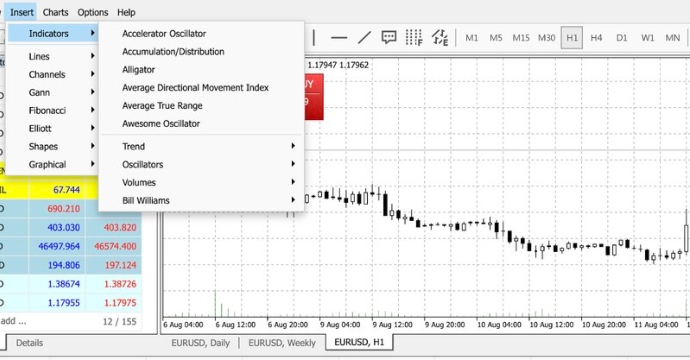 Insert Charts Options Help
Indicators
Lines
Channels
Gann
Fibonacci
Elliott
Shapes
Graphical
Accelerator Oscillator
Accumulation/Distribution
Alligator
Average Directional Movement Index
Average True Range
Awesome Oscillator
Trend
Oscillators
Volumes
Bill Williams
F E M1 M5 M15 M30 H1 H4 D1 W1 MN
1.17947 1.17962
UY
9
67.744
690.210
403.030 403.820
46497.964 46574.400
194.806 197.124
1.38674 1.38726
1.17955 1.17975
add ... 12 / 155
Details
6 Aug 04:00 6 Aug 12:00 6 Aug 20:00 9 Aug 04:00 9 Aug 12:00 9 Aug 20:00 10 Aug 04:00 10 Aug 12:00 10 Aug 20:00 11 Aug 04:00
EURUSD, Daily EURUSD, Weekly EURUSD, H1